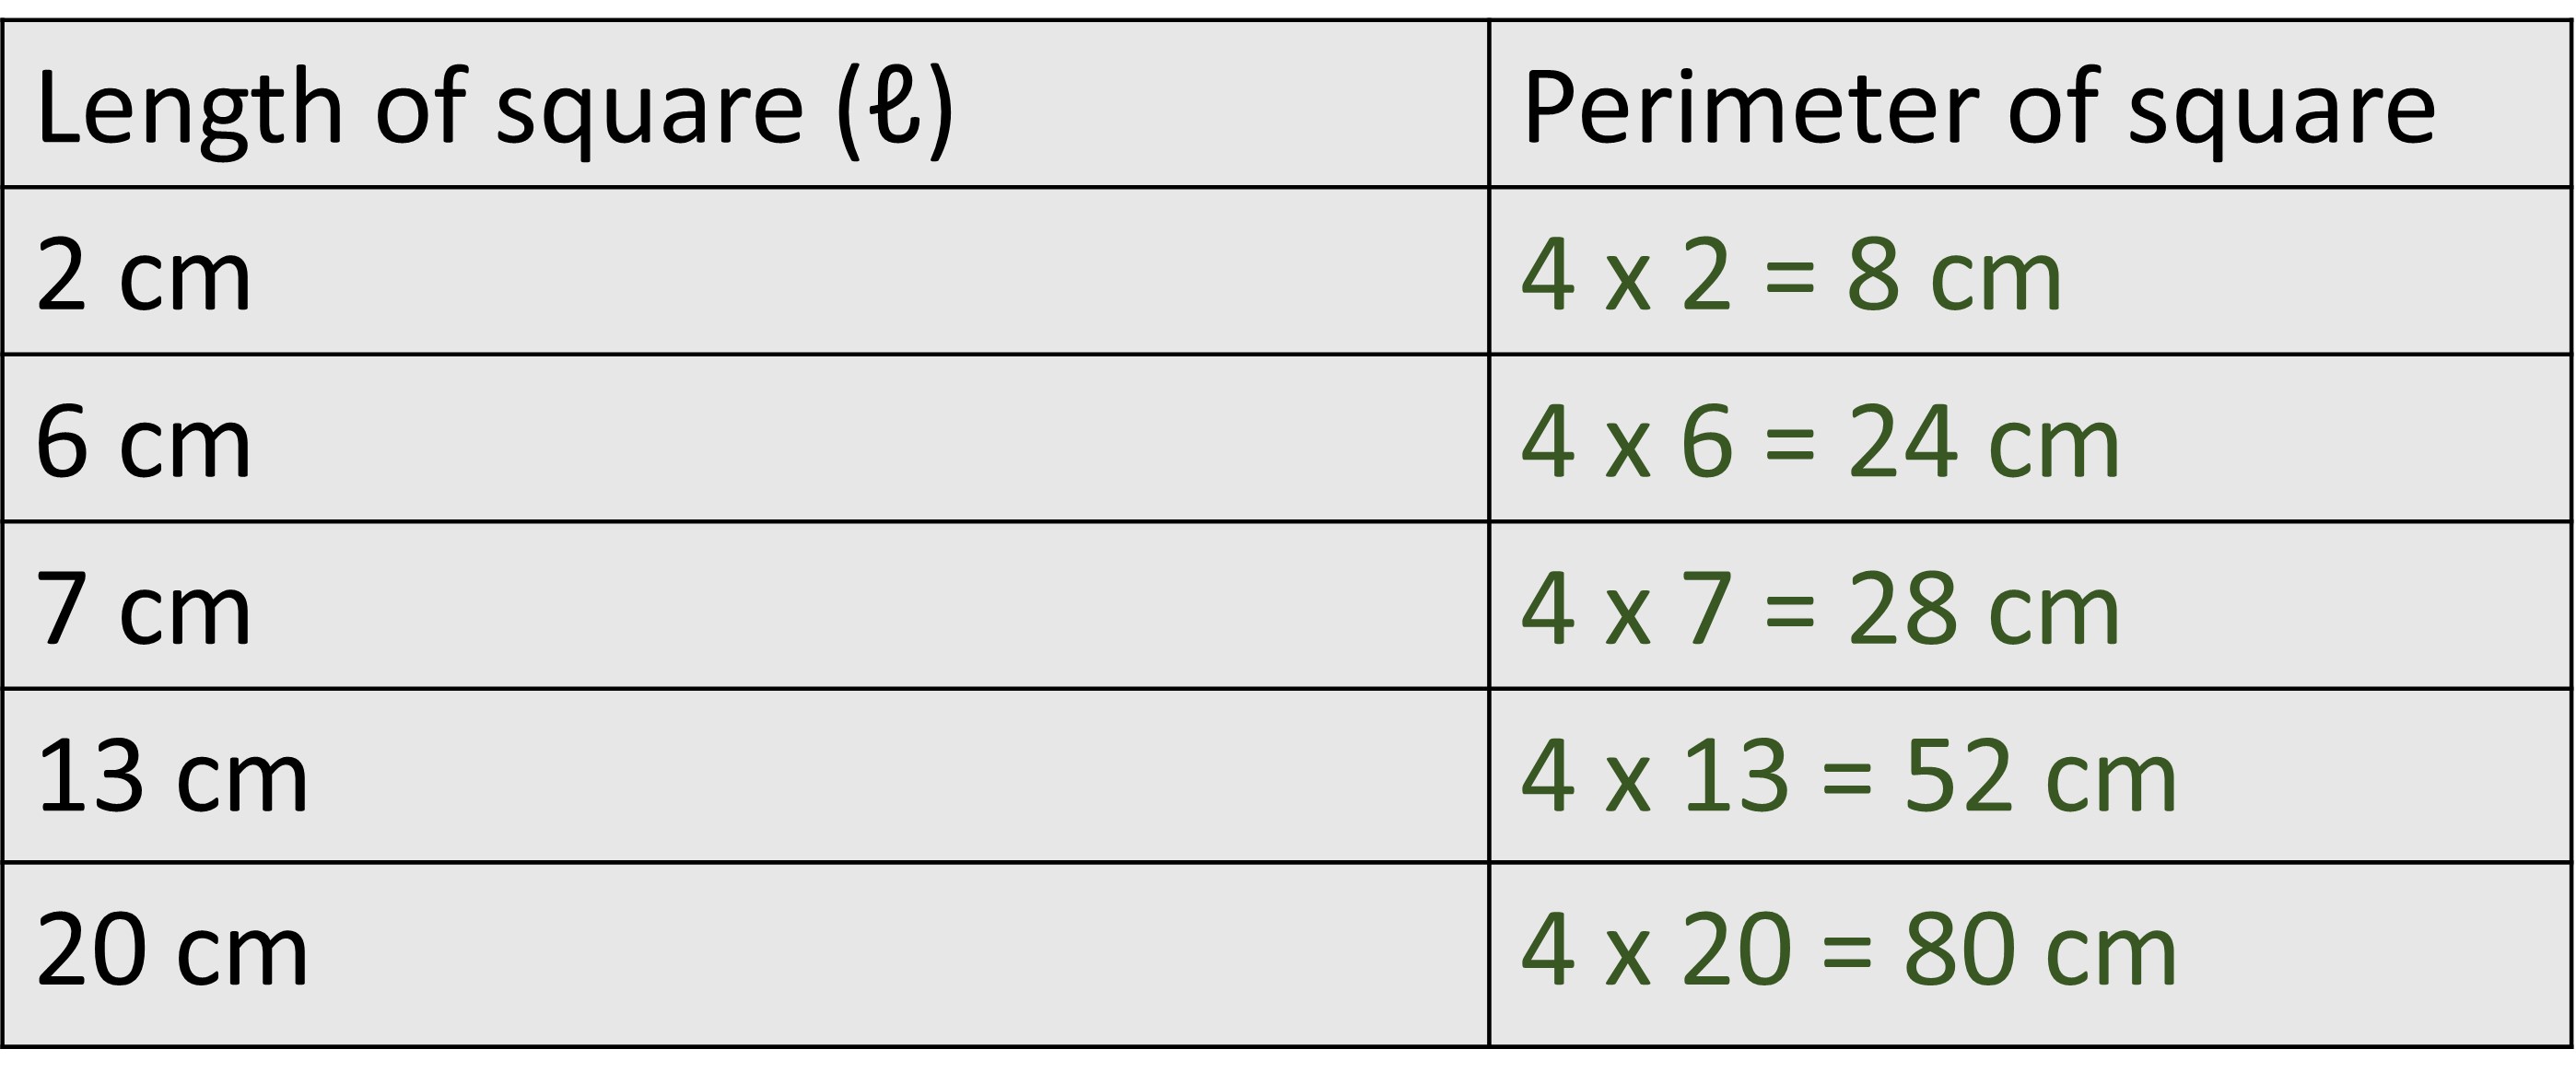 Length of square (ℓ) Perimeter of square
2 cm 4 x 2 = 8 cm
6 cm 4 x 6 = 24 cm
7 cm 4 x 7 = 28 cm
13 cm 4 x 13 = 52 cm
20 cm 4 x 20 = 80 cm